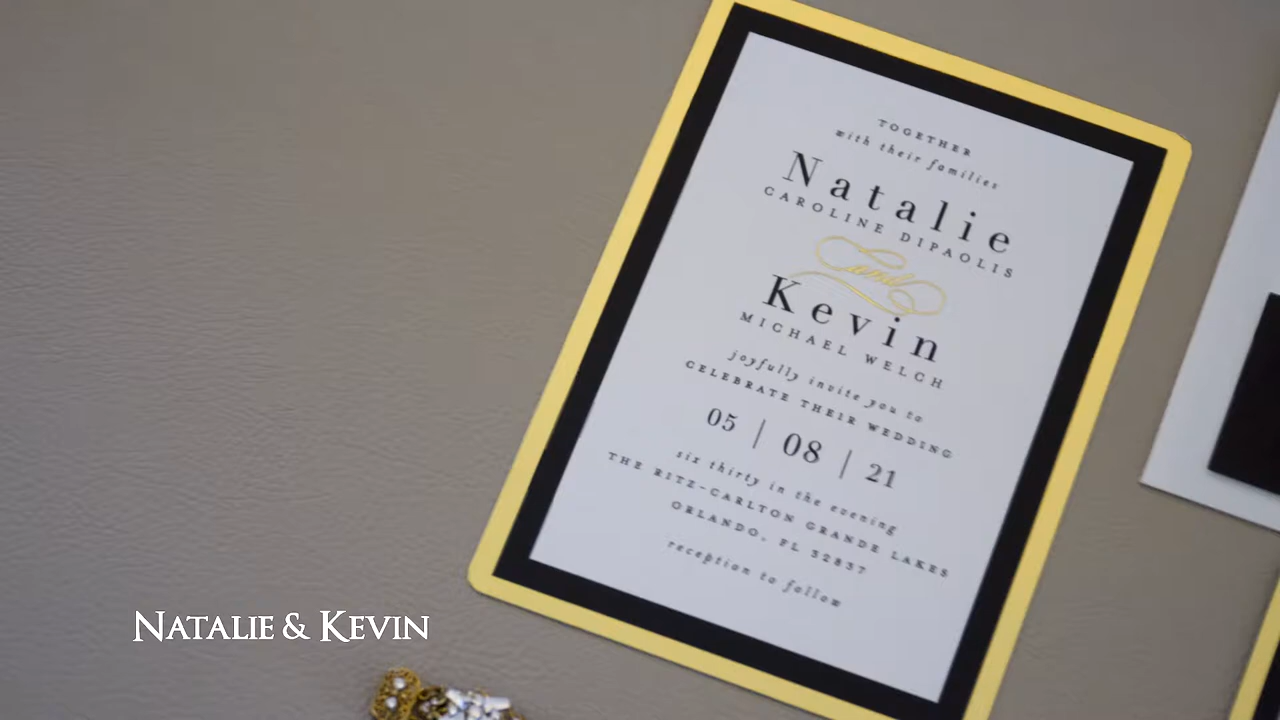 TOGETHER
with their families
Natalie
CAROLINE DIPAOLIS
and
Kevin
MICHAEL WELCH
joyfully invite you to
CELEBRATE THEIR WEDDING
05 | 08 | 21
six thirty in the evening
THE RITZ-CARLTON GRANDE LAKES
ORLANDO, FL 32837
reception to follow
NATALIE & KEVIN